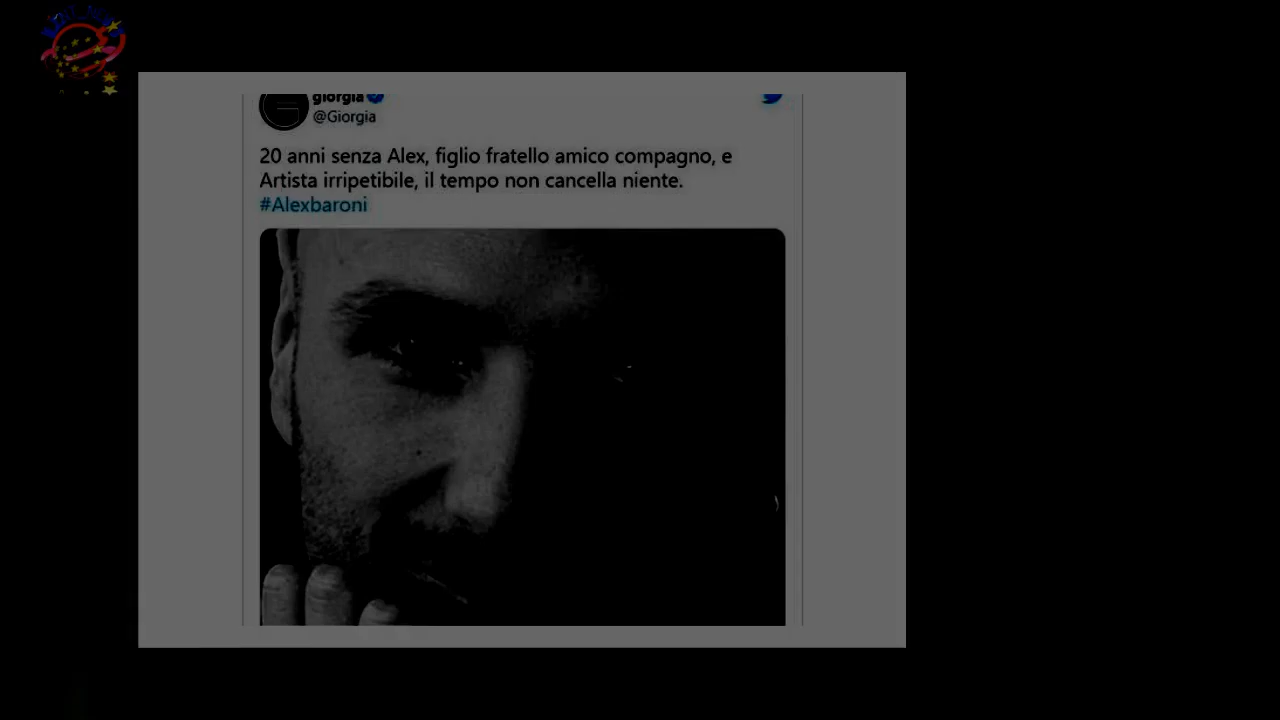 giorgia
@Giorgia
20 anni senza Alex, figlio fratello amico compagno, e
Artista irripetibile, il tempo non cancella niente.
#Alexbaroni